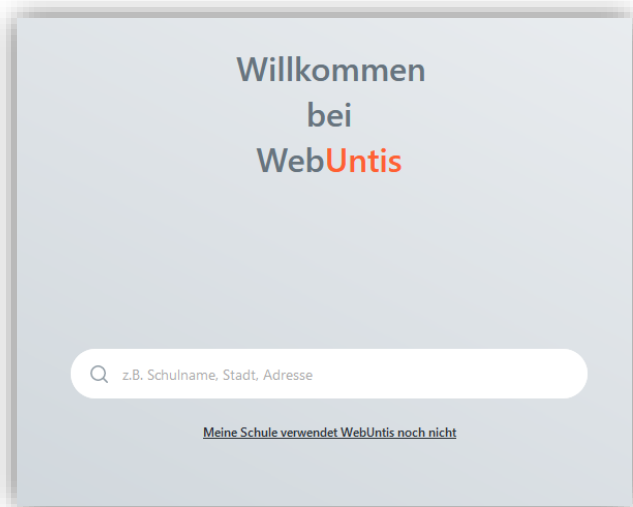 Willkommen
bei
WebUntis
z.B. Schulname, Stadt, Adresse
Meine Schule verwendet WebUntis noch nicht